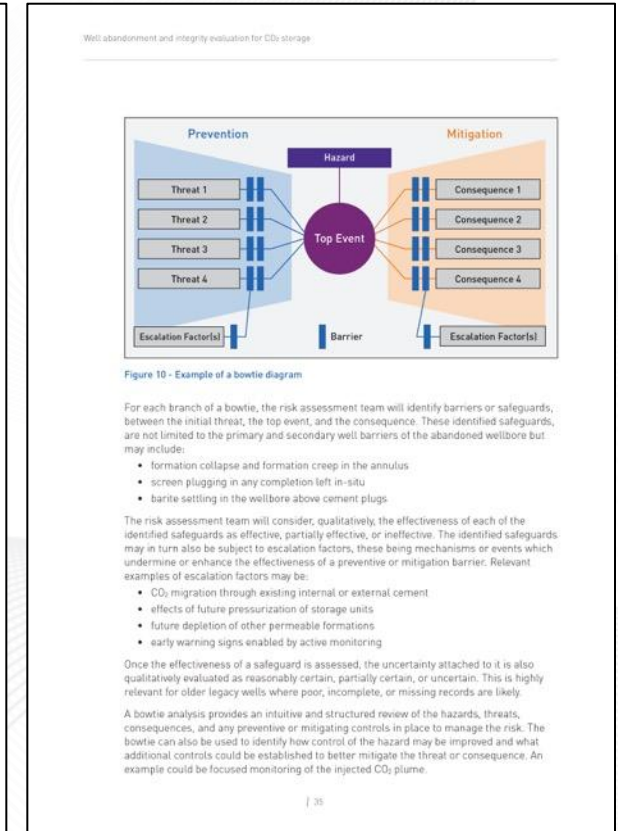 Well abandonment and integrity evaluation for CO₂ storage
Prevention
Mitigation
Hazard
Threat 1
Threat 2
Threat 3
Threat 4
Top Event
Consequence 1
Consequence 2
Consequence 3
Consequence 4
Escalation Factor(s)
Barrier
Escalation Factor(s)
Figure 10 - Example of a bowtie diagram
For each branch of a bowtie, the risk assessment team will identify barriers or safeguards,
between the initial threat, the top event, and the consequence. These identified safeguards,
are not limited to the primary and secondary well barriers of the abandoned wellbore but
may include:
• formation collapse and formation creep in the annulus
• screen plugging in any completion left in-situ
• barite settling in the wellbore above cement plugs
The risk assessment team will consider, qualitatively, the effectiveness of each of the
identified safeguards as effective, partially effective, or ineffective. The identified safeguards
may in turn also be subject to escalation factors, these being mechanisms or events which
undermine or enhance the effectiveness of a preventive or mitigation barrier. Relevant
examples of escalation factors may be:
• CO₂ migration through existing internal or external cement
• effects of future pressurization of storage units
• future depletion of other permeable formations
• early warning signs enabled by active monitoring
Once the effectiveness of a safeguard is assessed, the uncertainty attached to it is also
qualitatively evaluated as reasonably certain, partially certain, or uncertain. This is highly
relevant for older legacy wells where poor, incomplete, or missing records are likely.
A bowtie analysis provides an intuitive and structured review of the hazards, threats,
consequences, and any preventive or mitigating controls in place to manage the risk. The
bowtie can also be used to identify how control of the hazard may be improved and what
additional controls could be established to better mitigate the threat or consequence. An
example could be focused monitoring of the injected CO₂ plume.
| 35